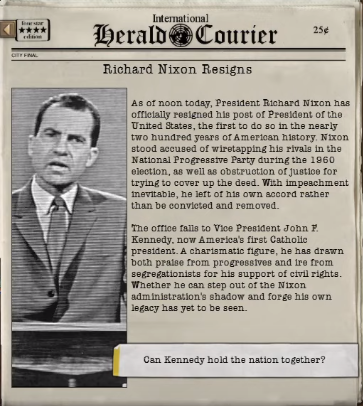 four star
★★★★
edition
International
Herald Courier
25¢
CITY FINAL
Richard Nixon Resigns
As of noon today, President Richard Nixon has
officially resigned his post of President of the
United States, the first to do so in the nearly
two hundred years of American history. Nixon
stood accused of wiretapping his rivals in the
National Progressive Party during the 1960
election, as well as obstruction of justice for
trying to cover up the deed. With impeachment
inevitable, he left of his own accord rather
than be convicted and removed.
The office falls to Vice President John F.
Kennedy, now America's first Catholic
president. A charismatic figure, he has drawn
both praise from progressives and ire from
segregationists for his support of civil rights.
Whether he can step out of the Nixon
administration's shadow and forge his own
legacy has yet to be seen.
Can Kennedy hold the nation together?